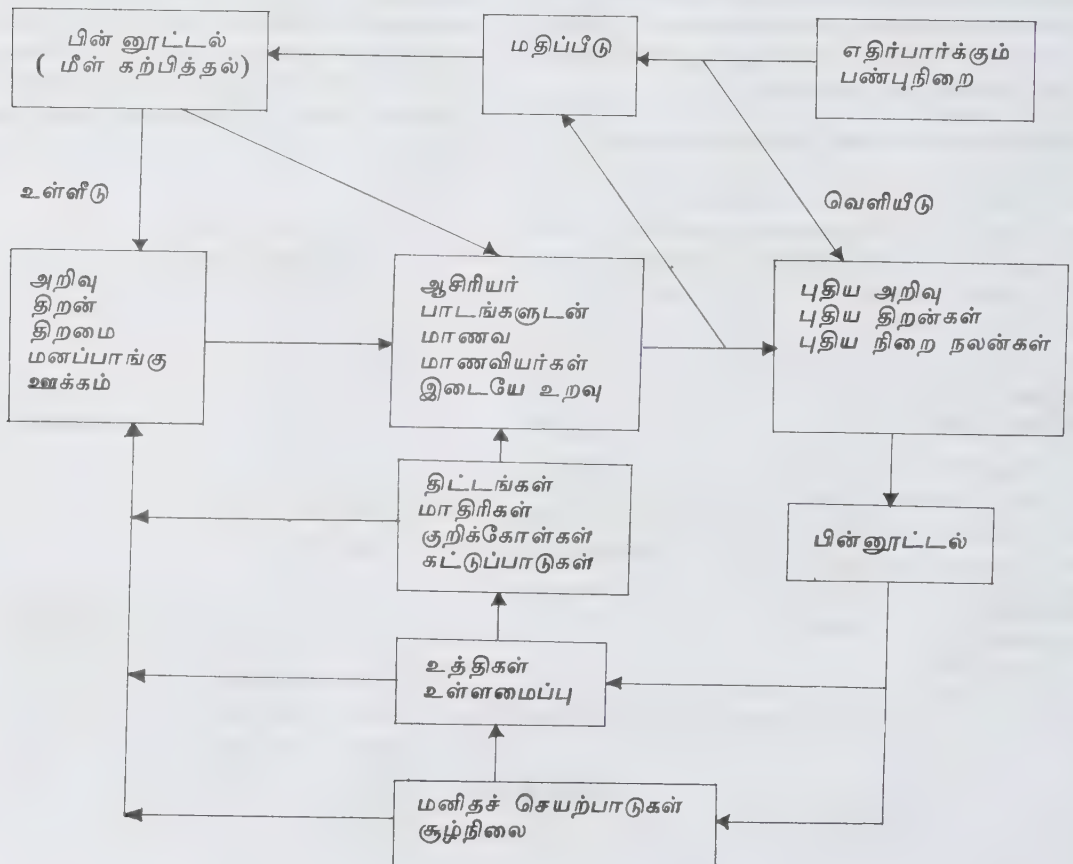 பின் னூட்டல்
( மீள் கற்பித்தல்)
மதிப்பீடு
எதிர்பார்க்கும்
பண்புநிறை
உள்ளீடு
வெளியீடு
அறிவு
திறன்
திறமை
மனப்பாங்கு
ஊக்கம்
ஆசிரியர்
பாடங்களுடன்
மாணவ
மாணவியர்கள்
இடையே உறவு
புதிய அறிவு
புதிய திறன்கள்
புதிய நிறை நலன்கள்
திட்டங்கள்
மாதிரிகள்
குறிக்கோள்கள்
கட்டுப்பாடுகள்
பின்னூட்டல்
உத்திகள்
உள்ளமைப்பு
மனிதச் செயற்பாடுகள்
சூழ்நிலை